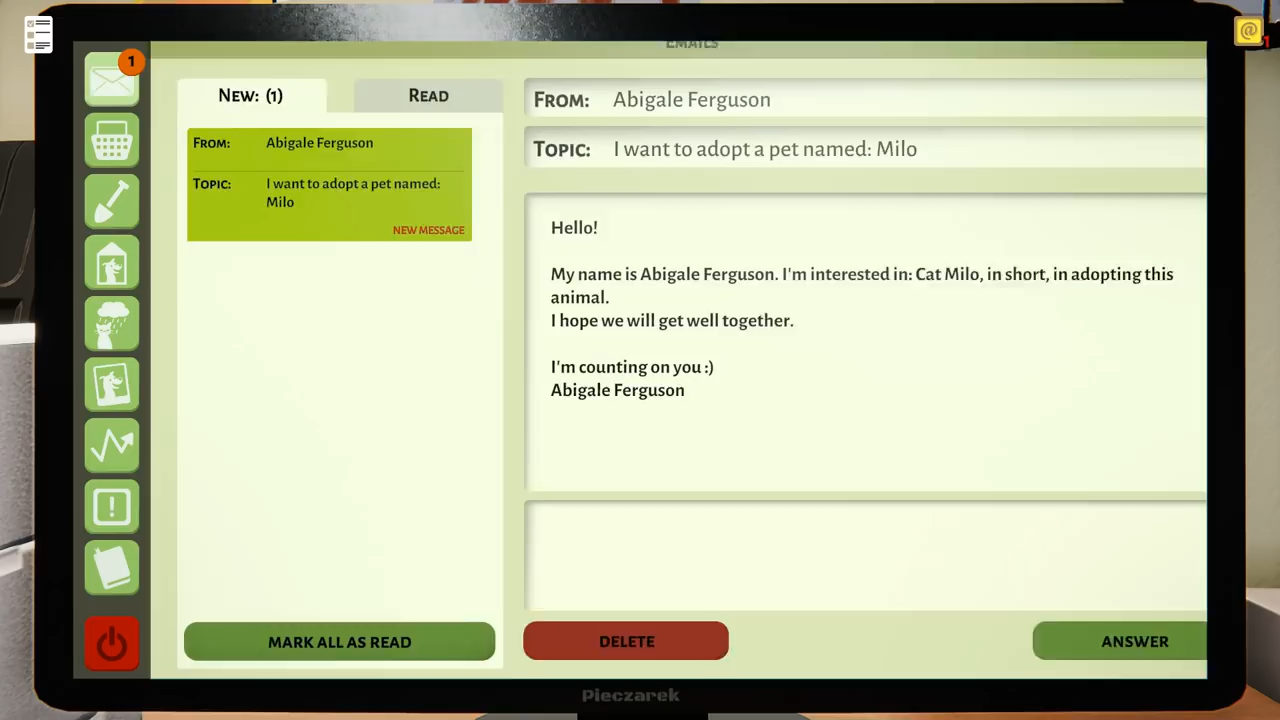 EMAILS
1
1
NEW: (1)
READ
FROM: Abigale Ferguson
TOPIC: I want to adopt a pet named:
Milo
NEW MESSAGE
MARK ALL AS READ
FROM: Abigale Ferguson
TOPIC: I want to adopt a pet named: Milo
Hello!
My name is Abigale Ferguson. I'm interested in: Cat Milo, in short, in adopting this
animal.
I hope we will get well together.
I'm counting on you :)
Abigale Ferguson
DELETE
ANSWER
Pieczarek